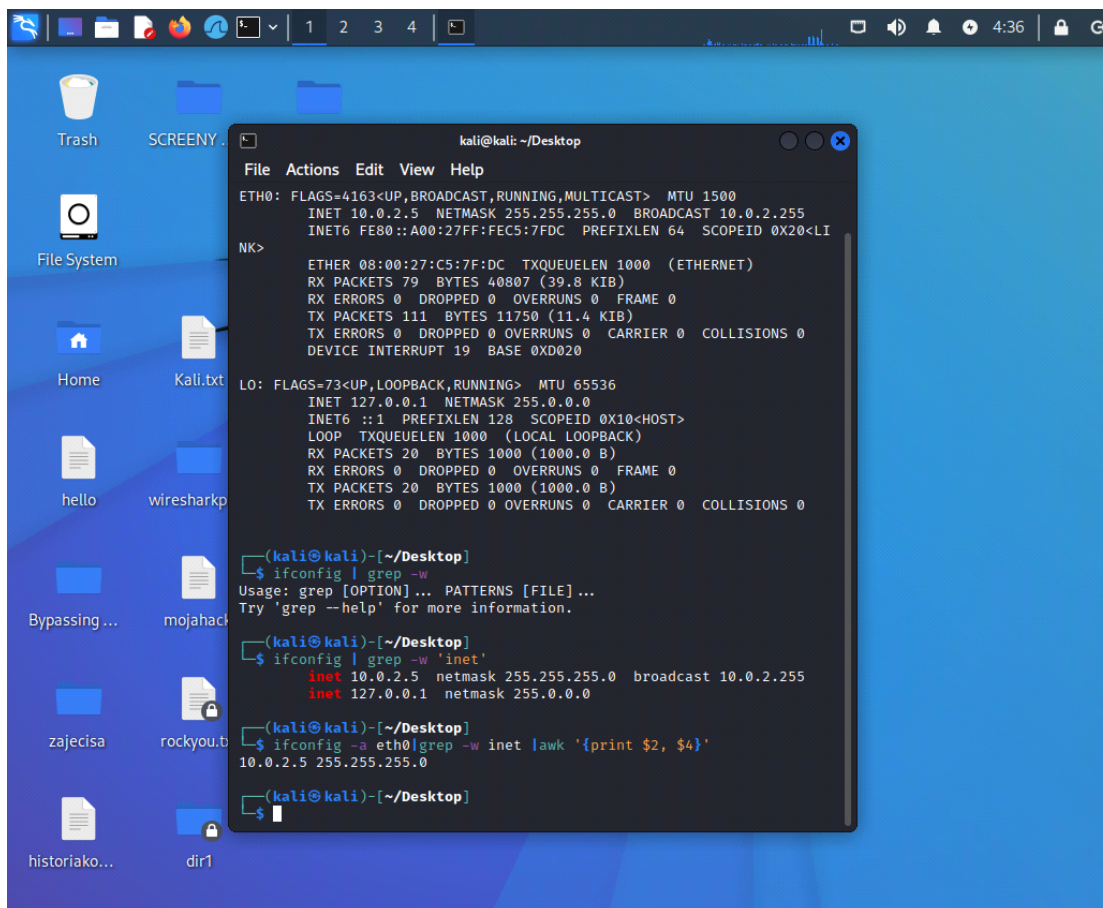 1 2 3 4 4:36
Trash
SCREENY ...
File System
Home
Kali.txt
hello
Bypassing ...
zajecisa
historiako...
dir1
kali@kali: ~/Desktop
File Actions Edit View Help
ETH0: FLAGS=4163<UP,BROADCAST,RUNNING,MULTICAST>  MTU 1500
        INET 10.0.2.5  NETMASK 255.255.255.0  BROADCAST 10.0.2.255
        INET6 FE80::A00:27FF:FEC5:7FDC  PREFIXLEN 64  SCOPEID 0X20<LI
NK>
        ETHER 08:00:27:C5:7F:DC  TXQUEUELEN 1000  (ETHERNET)
        RX PACKETS 79  BYTES 40807 (39.8 KIB)
        RX ERRORS 0  DROPPED 0  OVERRUNS 0  FRAME 0
        TX PACKETS 111  BYTES 11750 (11.4 KIB)
        TX ERRORS 0  DROPPED 0 OVERRUNS 0  CARRIER 0  COLLISIONS 0
        DEVICE INTERRUPT 19  BASE 0XD020
LO: FLAGS=73<UP,LOOPBACK,RUNNING>  MTU 65536
        INET 127.0.0.1  NETMASK 255.0.0.0
        INET6 ::1  PREFIXLEN 128  SCOPEID 0X10<HOST>
        LOOP  TXQUEUELEN 1000  (LOCAL LOOPBACK)
        RX PACKETS 20  BYTES 1000 (1000.0 B)
        RX ERRORS 0  DROPPED 0  OVERRUNS 0  FRAME 0
        TX PACKETS 20  BYTES 1000 (1000.0 B)
        TX ERRORS 0  DROPPED 0 OVERRUNS 0  CARRIER 0  COLLISIONS 0
┌──(kali㉿kali)-[~/Desktop]
└─$ ifconfig | grep -w
Usage: grep [OPTION]... PATTERNS [FILE]...
Try 'grep --help' for more information.
┌──(kali㉿kali)-[~/Desktop]
└─$ ifconfig | grep -w 'inet'
        inet 10.0.2.5  netmask 255.255.255.0  broadcast 10.0.2.255
        inet 127.0.0.1  netmask 255.0.0.0
┌──(kali㉿kali)-[~/Desktop]
└─$ ifconfig -a eth0|grep -w inet |awk '{print $2, $4}'
10.0.2.5 255.255.255.0
┌──(kali㉿kali)-[~/Desktop]
└─$